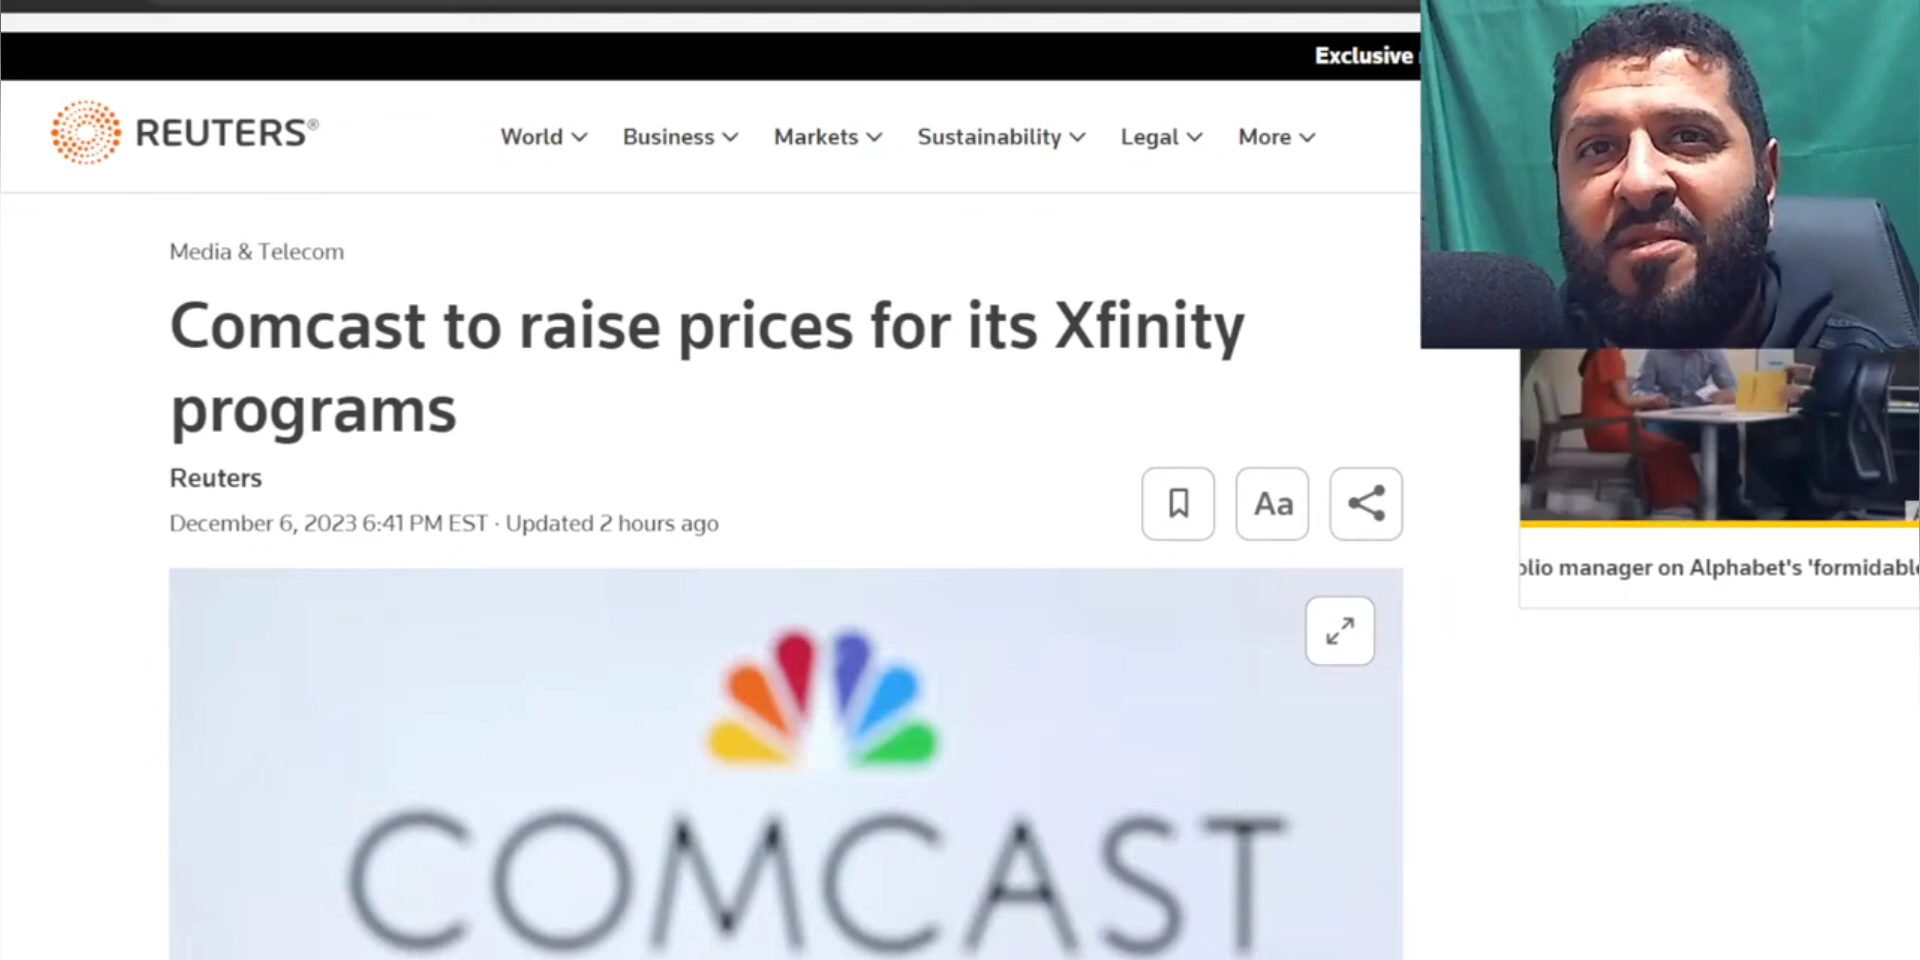 Exclusive
REUTERS®
World
Business
Markets
Sustainability
Legal
More
Media & Telecom
Comcast to raise prices for its Xfinity
programs
Reuters
December 6, 2023 6:41 PM EST · Updated 2 hours ago
Aa
manager on Alphabet's
COMCAST